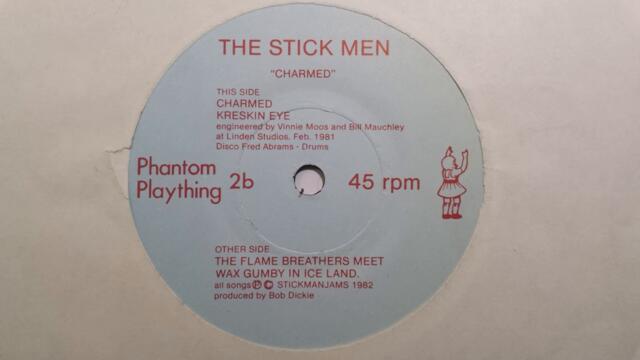 THE STICK MEN
"CHARMED"
THIS SIDE
CHARMED
KRESKIN EYE
engineered by Vinnie Moos and Bill Mauchley
at Linden Studios. Feb. 1981
Disco Fred Abrams - Drums
Phantom
Plaything 2b 45 rpm
OTHER SIDE
THE FLAME BREATHERS MEET
WAX GUMBY IN ICE LAND.
all songs ℗ © STICKMANJAMS 1982
produced by Bob Dickie